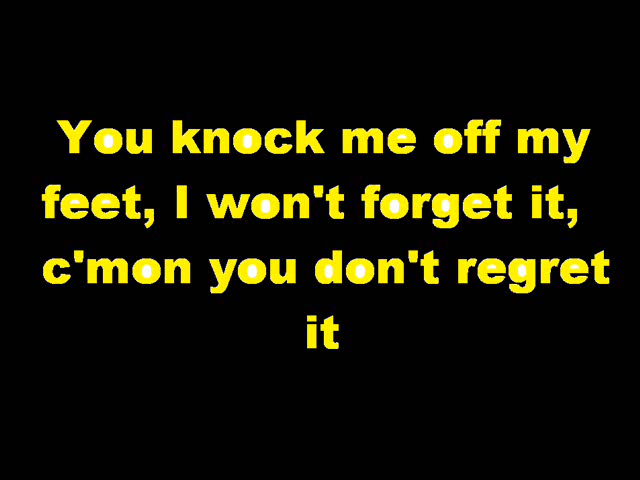 You knock me off my
feet, I won't forget it,
c'mon you don't regret
it